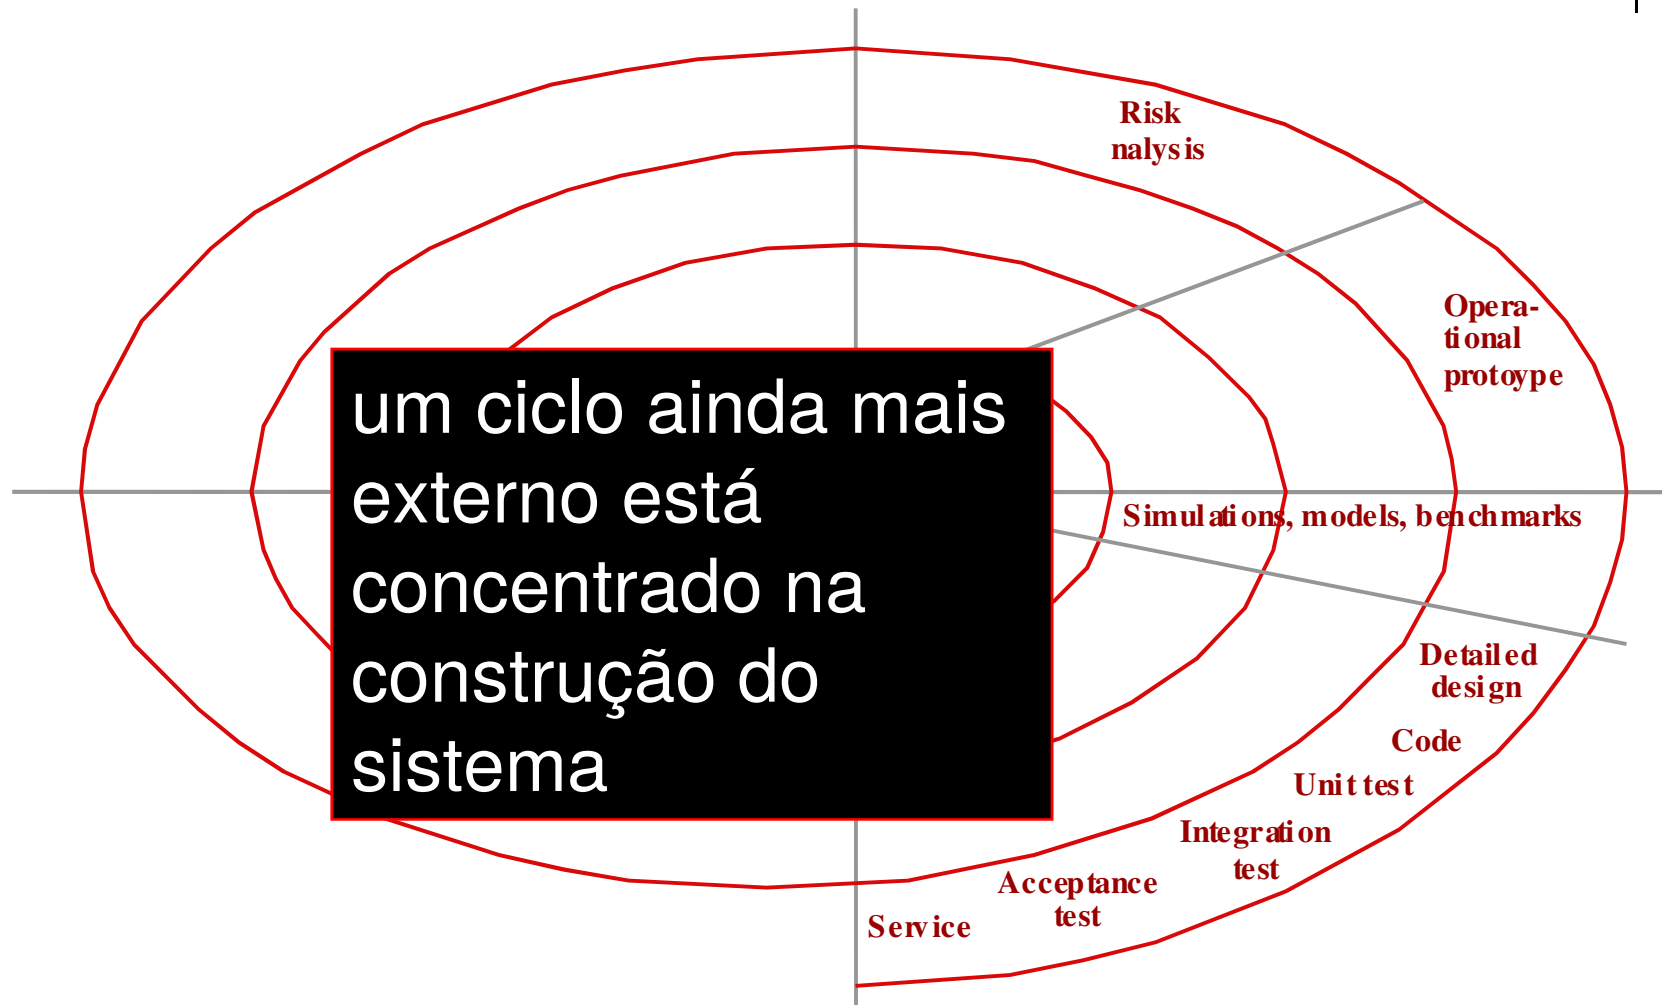 Risk
nalysis
Opera-
tional
protoype
um ciclo ainda mais
externo está
concentrado na
construção do
sistema
Simulations, models, benchmarks
Detailed
design
Code
Unit test
Integration
test
Acceptance
test
Service